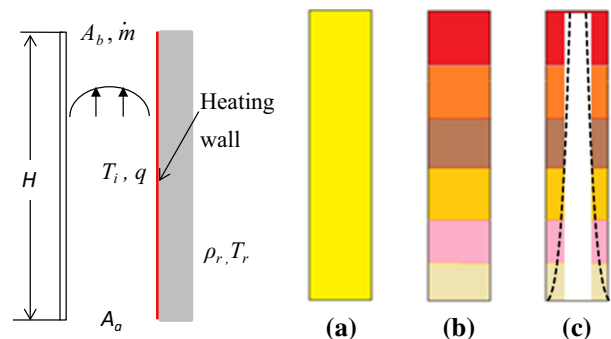 A_b , ṁ
Heating
wall
H
T_i , q
ρ_r , T_r
A_a
(a)
(b)
(c)